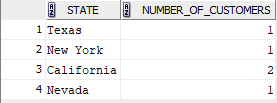 STATE NUMBER_OF_CUSTOMERS
1 Texas 1
2 New York 1
3 California 2
4 Nevada 1